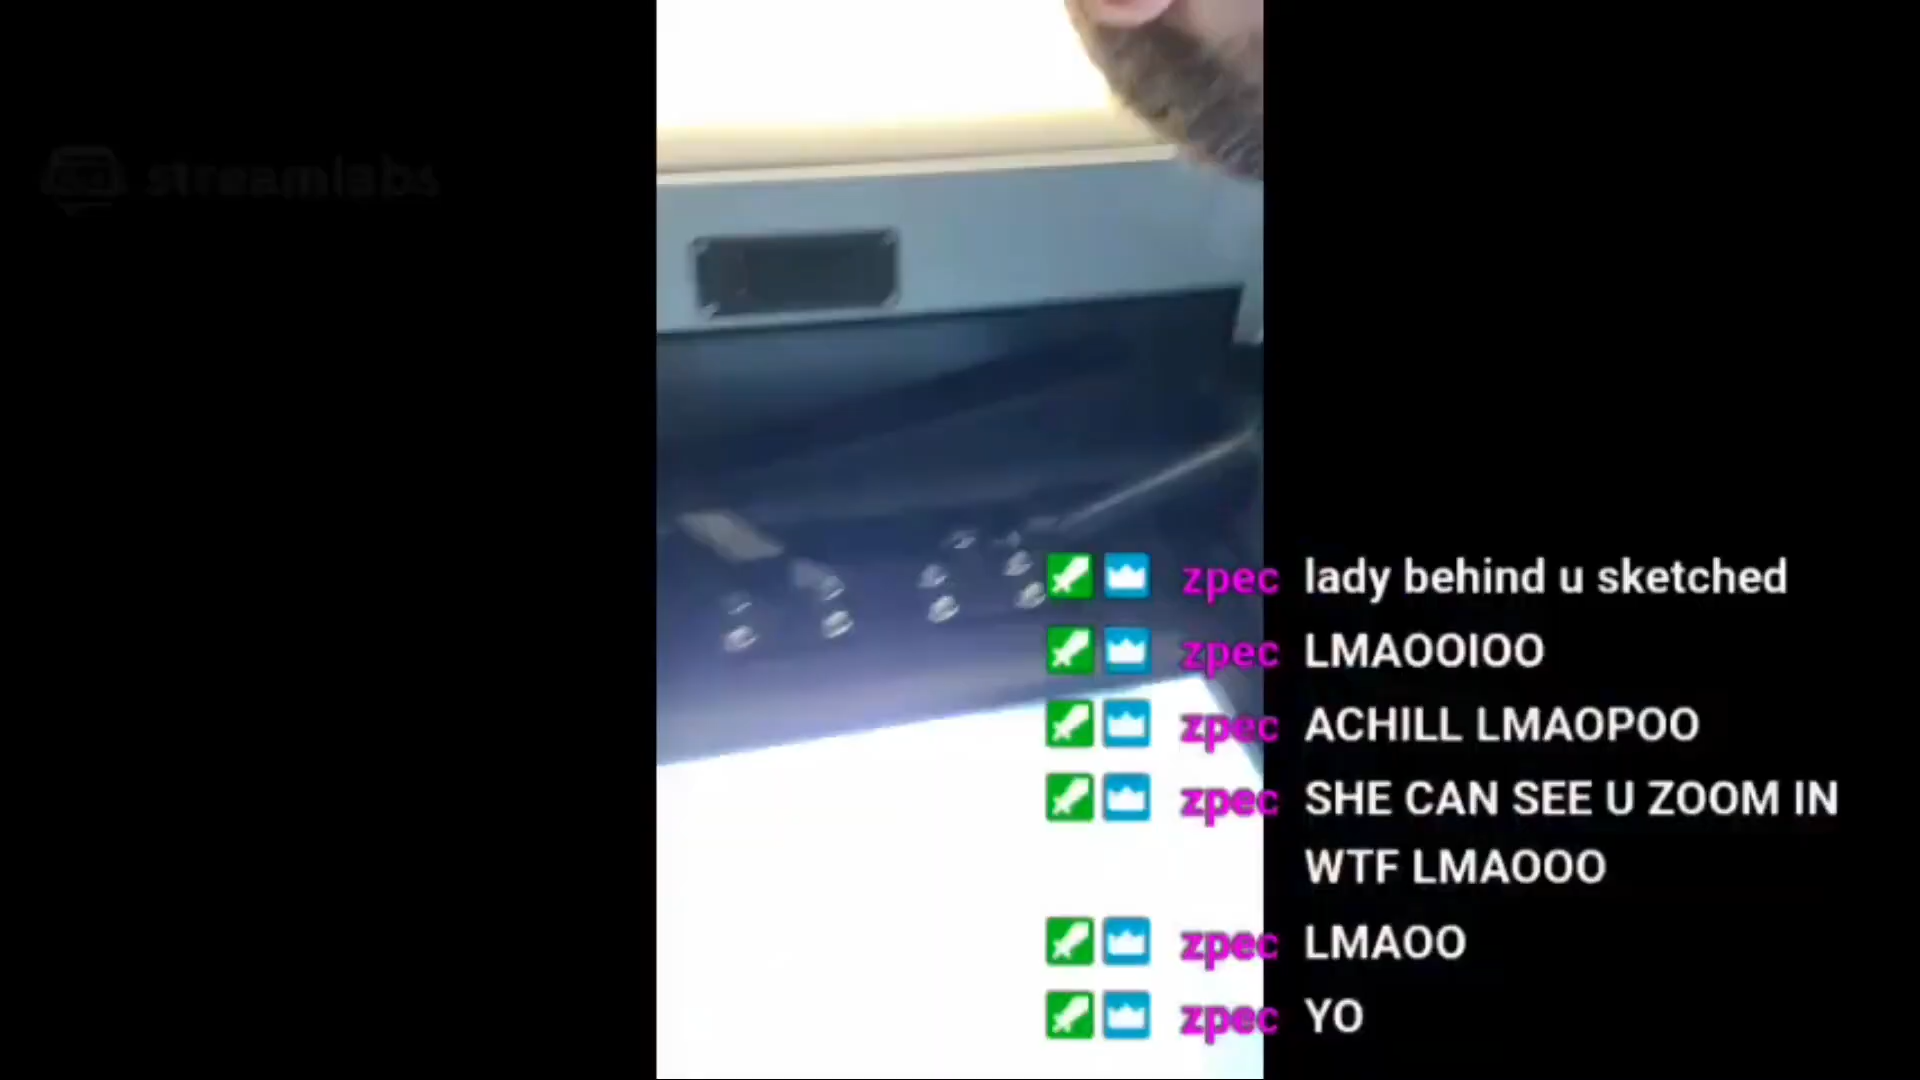 streamlabs
zpec lady behind u sketched
zpec LMAOOIOO
zpec ACHILL LMAOPOO
zpec SHE CAN SEE U ZOOM IN
WTF LMAOOO
zpec LMAOO
zpec YO